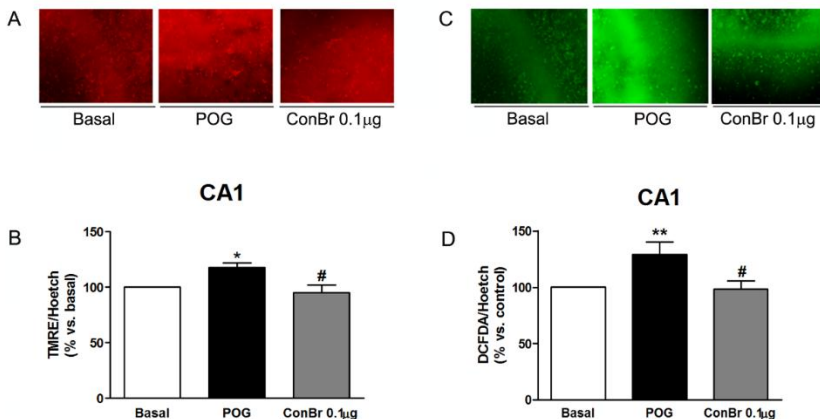 A
Basal
POG
ConBr 0.1µg
C
Basal
POG
ConBr 0.1µg
CA1
B
TMRE/Hoetch
(% vs. basal)
150
100
50
0
*
#
Basal
POG
ConBr 0.1µg
CA1
D
DCFDA/Hoetch
(% vs. control)
150
100
50
0
**
#
Basal
POG
ConBr 0.1µg